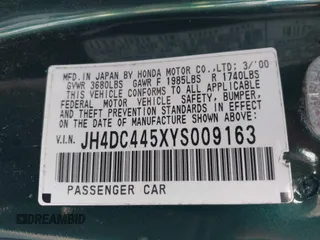 MFD. IN JAPAN BY HONDA MOTOR CO.,LTD. 3/'00
GVWR 3680LBS GAWR F 1985LBS R 1740LBS
THIS VEHICLE CONFORMS TO ALL APPLICABLE
FEDERAL MOTOR VEHICLE SAFETY, BUMPER,
AND THEFT PREVENTION STANDARDS IN EFFECT
ON THE DATE OF MANUFACTURE SHOWN ABOVE.
V.I.N. JH4DC445XYS009163
PASSENGER CAR
DREAMBID